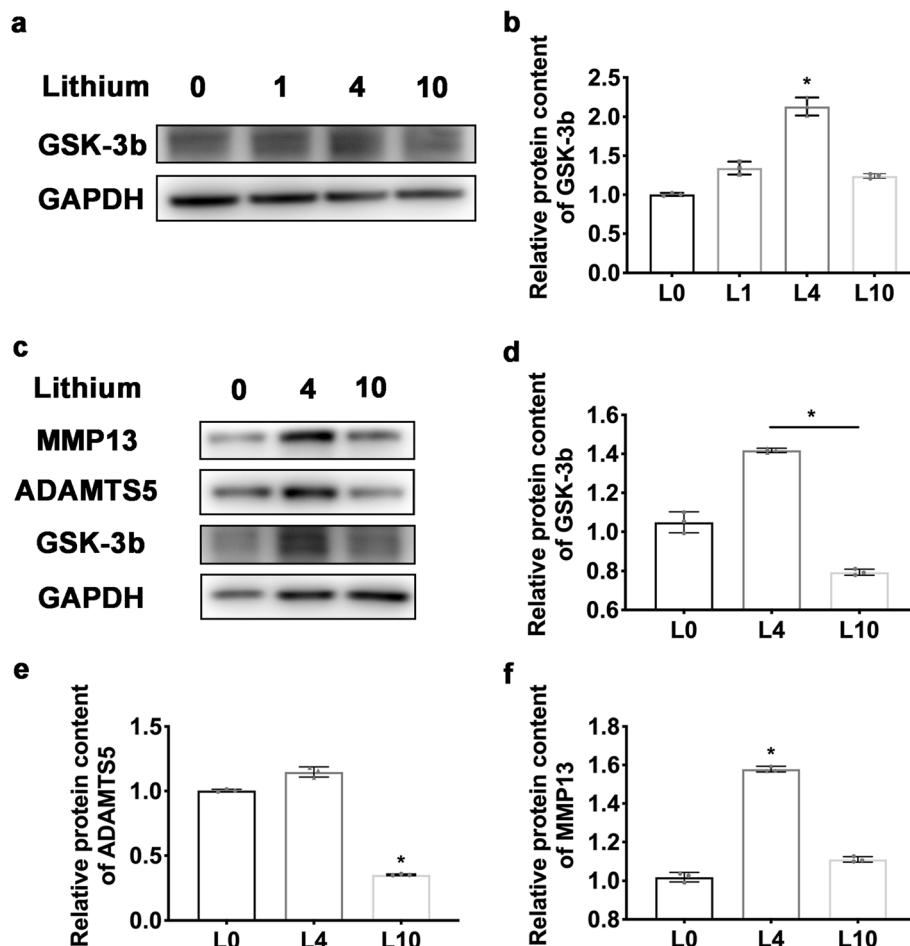 a
Lithium 0 1 4 10
GSK-3b
GAPDH
b
Relative protein content
of GSK-3b
2.5
2.0
1.5
1.0
0.5
0.0
*
L0 L1 L4 L10
c
Lithium 0 4 10
MMP13
ADAMTS5
GSK-3b
GAPDH
d
Relative protein content
of GSK-3b
1.6
1.4
1.2
1.0
0.8
0.6
*
L0 L4 L10
e
Relative protein content
of ADAMTS5
1.5
1.0
0.5
0.0
*
L0 L4 L10
f
Relative protein content
of MMP13
1.8
1.6
1.4
1.2
1.0
0.8
*
L0 L4 L10